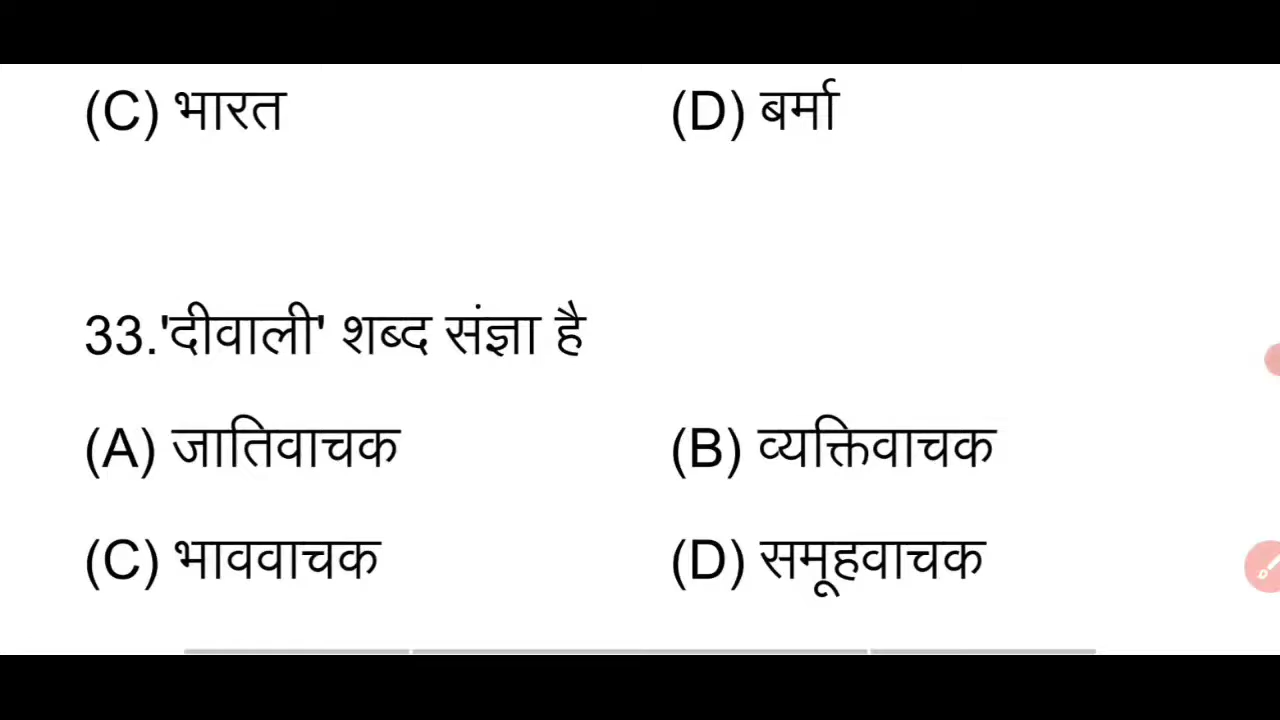 (C) भारत (D) बर्मा
33.'दीवाली' शब्द संज्ञा है
(A) जातिवाचक (B) व्यक्तिवाचक
(C) भाववाचक (D) समूहवाचक